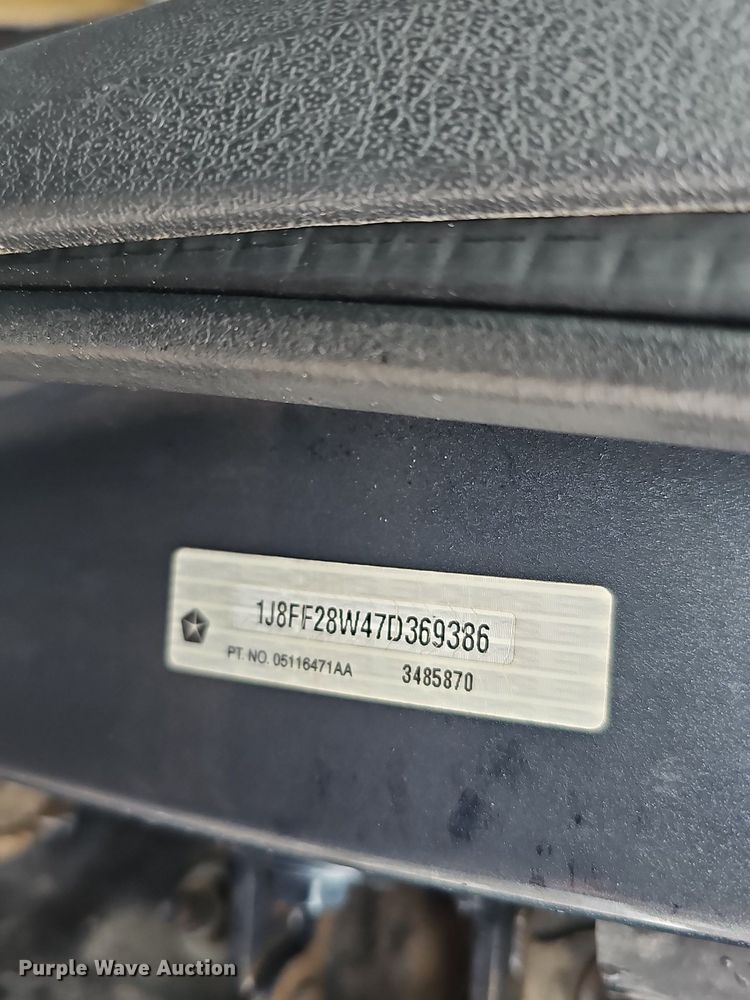 1J8FF28W47D369386
PT. NO. 05116471AA 3485870
Purple Wave Auction